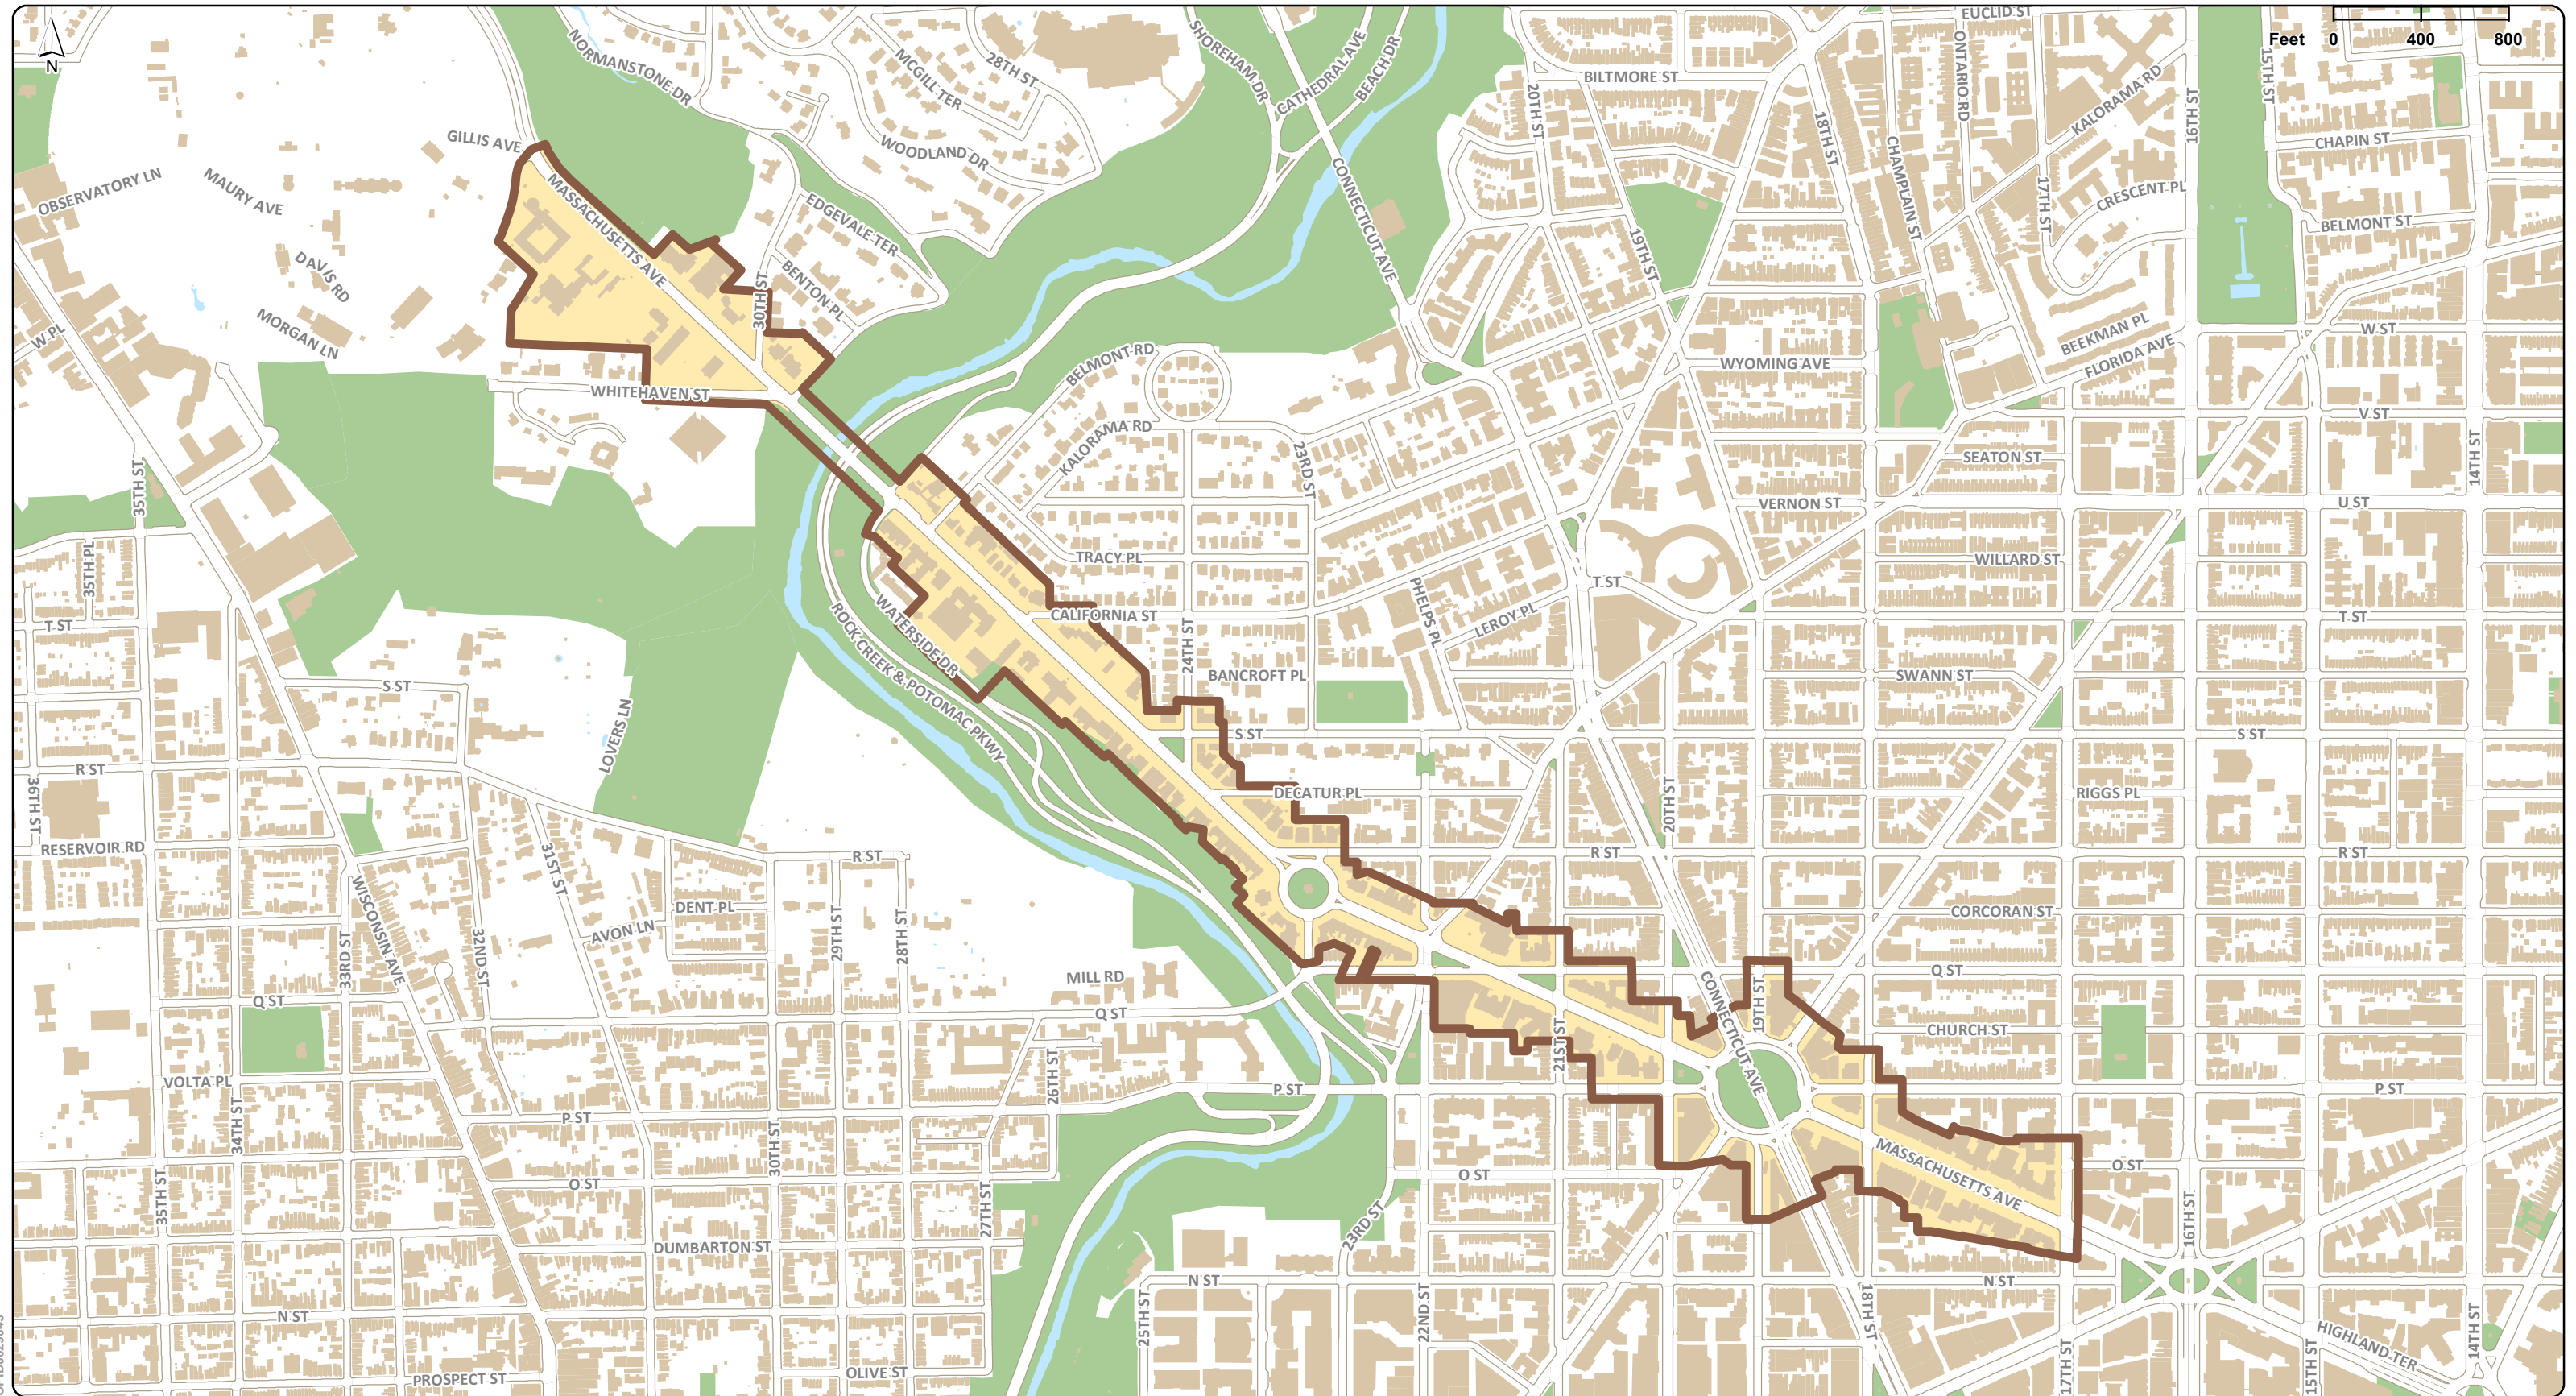 N
Feet 0 400 800
NORMANSTONE DR
MCGILL TER
28TH ST
SHOREHAM DR
CATHEDRAL AVE
BEACH DR
BILTMORE ST
EUCLID ST
ONTARIO RD
KALORAMA RD
16TH ST
15TH ST
CHAPIN ST
GILLIS AVE
WOODLAND DR
20TH ST
18TH ST
CHAMPLAIN ST
17TH ST
CRESCENT PL
BELMONT ST
OBSERVATORY LN
MAURY AVE
MASSACHUSETTS AVE
EDGEVALE TER
CONNECTICUT AVE
19TH ST
DAVIS RD
BENTON PL
30TH ST
MORGAN LN
W PL
BELMONT RD
WYOMING AVE
BEEKMAN PL
FLORIDA AVE
W ST
WHITEHAVEN ST
KALORAMA RD
23RD ST
V ST
14TH ST
SEATON ST
35TH ST
VERNON ST
U ST
35TH PL
TRACY PL
WILLARD ST
T ST
PHELPS PL
LEROY PL
CALIFORNIA ST
T ST
T ST
WATERSIDE DR
ROCK CREEK & POTOMAC PKWY
24TH ST
BANCROFT PL
SWANN ST
S ST
LOVERS LN
S ST
S ST
R ST
36TH ST
DECATUR PL
20TH ST
RIGGS PL
RESERVOIR RD
R ST
R ST
R ST
31ST ST
WISCONSIN AVE
DENT PL
AVON LN
29TH ST
28TH ST
CORCORAN ST
33RD ST
32ND ST
MILL RD
Q ST
Q ST
Q ST
CONNECTICUT AVE
19TH ST
CHURCH ST
21ST ST
26TH ST
VOLTA PL
P ST
P ST
P ST
34TH ST
30TH ST
MASSACHUSETTS AVE
O ST
O ST
O ST
35TH ST
27TH ST
23RD ST
16TH ST
DUMBARTON ST
N ST
N ST
N ST
25TH ST
22ND ST
18TH ST
17TH ST
15TH ST
HIGHLAND TER
14TH ST
OLIVE ST
PROSPECT ST